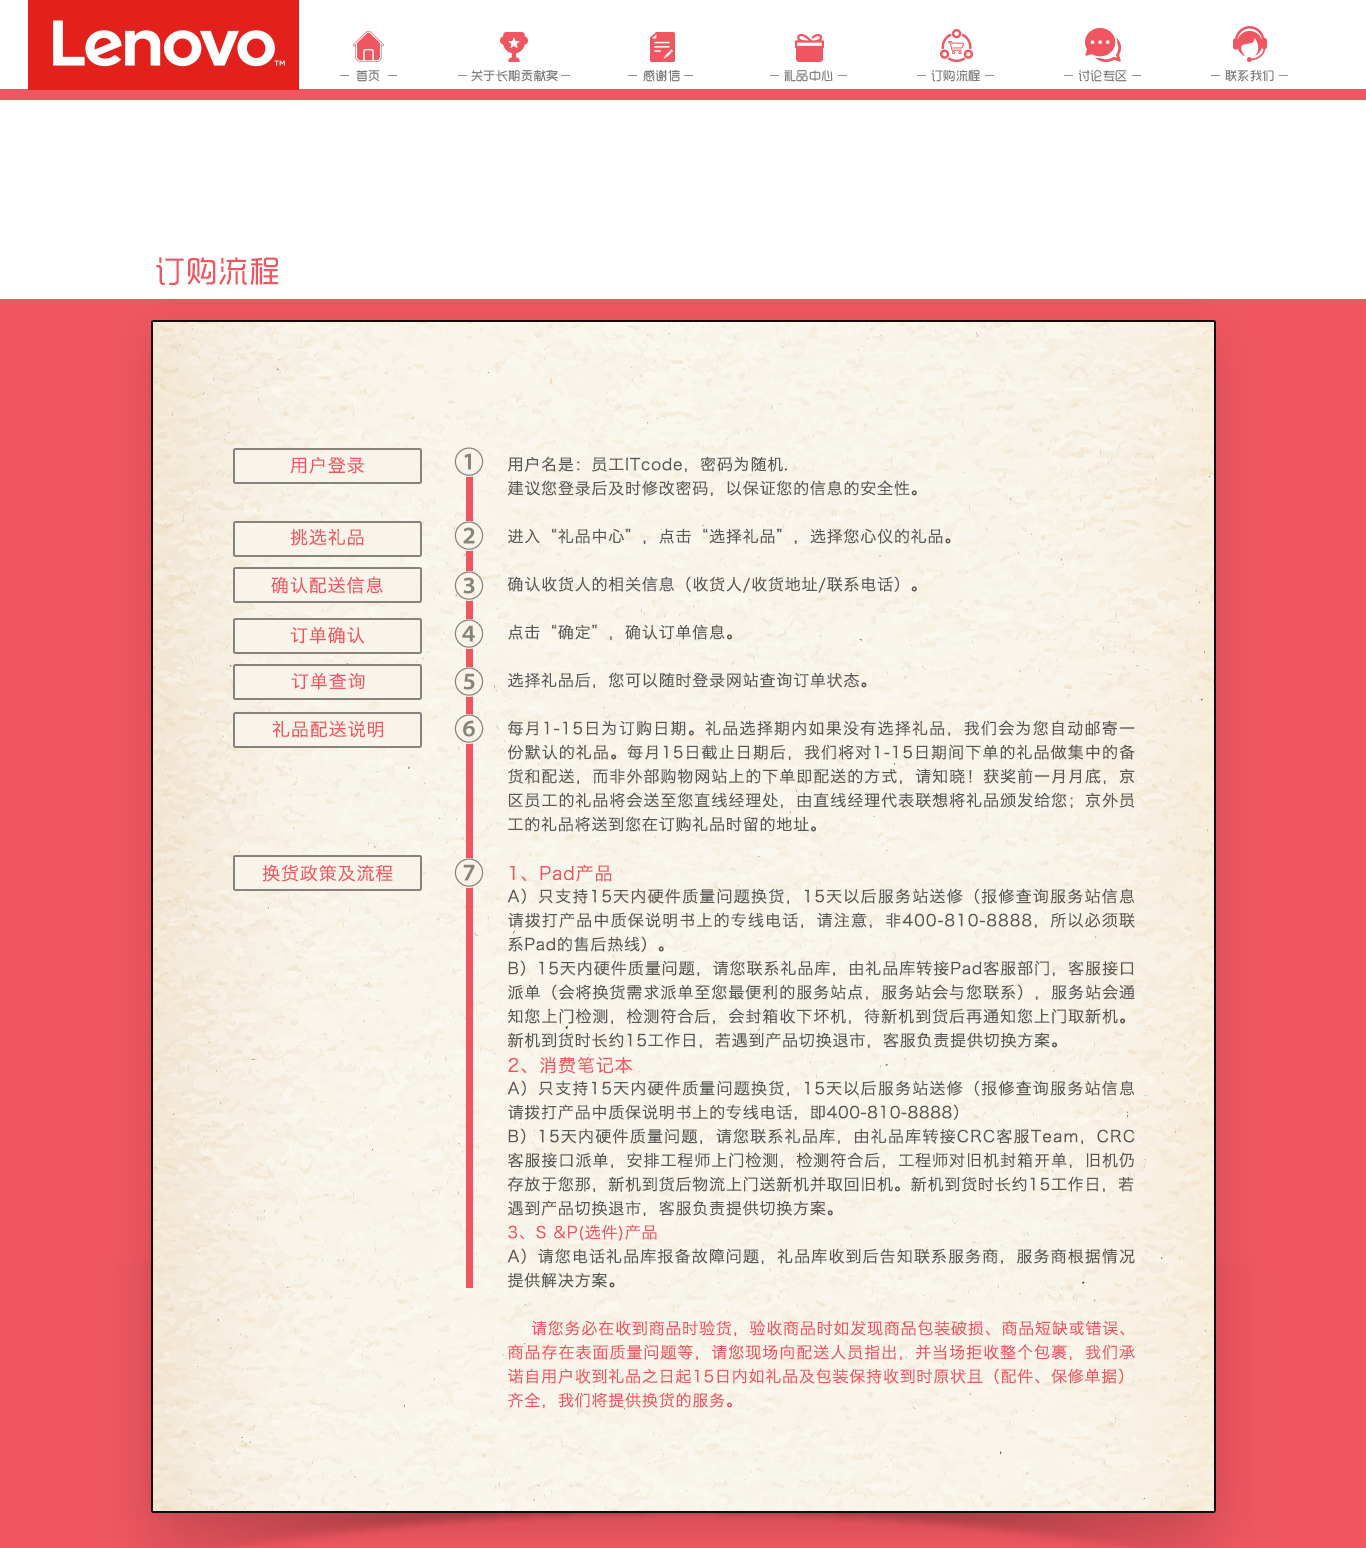 Lenovo™
首页
关于长期贡献奖
感谢信
礼品中心
订购流程
讨论专区
联系我们
订购流程
用户登录
1
用户名是：员工ITcode，密码为随机.
建议您登录后及时修改密码，以保证您的信息的安全性。
挑选礼品
2
进入“礼品中心”，点击“选择礼品”，选择您心仪的礼品。
确认配送信息
3
确认收货人的相关信息（收货人/收货地址/联系电话）。
订单确认
4
点击“确定”，确认订单信息。
订单查询
5
选择礼品后，您可以随时登录网站查询订单状态。
礼品配送说明
6
每月1-15日为订购日期。礼品选择期内如果没有选择礼品，我们会为您自动邮寄一
份默认的礼品。每月15日截止日期后，我们将对1-15日期间下单的礼品做集中的备
货和配送，而非外部购物网站上的下单即配送的方式，请知晓！获奖前一月月底，京
区员工的礼品将会送至您直线经理处，由直线经理代表联想将礼品颁发给您；京外员
工的礼品将送到您在订购礼品时留的地址。
换货政策及流程
7
1、Pad产品
A）只支持15天内硬件质量问题换货，15天以后服务站送修（报修查询服务站信息
请拨打产品中质保说明书上的专线电话，请注意，非400-810-8888，所以必须联
系Pad的售后热线）。
B）15天内硬件质量问题，请您联系礼品库，由礼品库转接Pad客服部门，客服接口
派单（会将换货需求派单至您最便利的服务站点，服务站会与您联系），服务站会通
知您上门检测，检测符合后，会封箱收下坏机，待新机到货后再通知您上门取新机。
新机到货时长约15工作日，若遇到产品切换退市，客服负责提供切换方案。
2、消费笔记本
A）只支持15天内硬件质量问题换货，15天以后服务站送修（报修查询服务站信息
请拨打产品中质保说明书上的专线电话，即400-810-8888）
B）15天内硬件质量问题，请您联系礼品库，由礼品库转接CRC客服Team，CRC
客服接口派单，安排工程师上门检测，检测符合后，工程师对旧机封箱开单，旧机仍
存放于您那，新机到货后物流上门送新机并取回旧机。新机到货时长约15工作日，若
遇到产品切换退市，客服负责提供切换方案。
3、S &P(选件)产品
A）请您电话礼品库报备故障问题，礼品库收到后告知联系服务商，服务商根据情况
提供解决方案。
请您务必在收到商品时验货，验收商品时如发现商品包装破损、商品短缺或错误、
商品存在表面质量问题等，请您现场向配送人员指出，并当场拒收整个包裹，我们承
诺自用户收到礼品之日起15日内如礼品及包装保持收到时原状且（配件、保修单据）
齐全，我们将提供换货的服务。